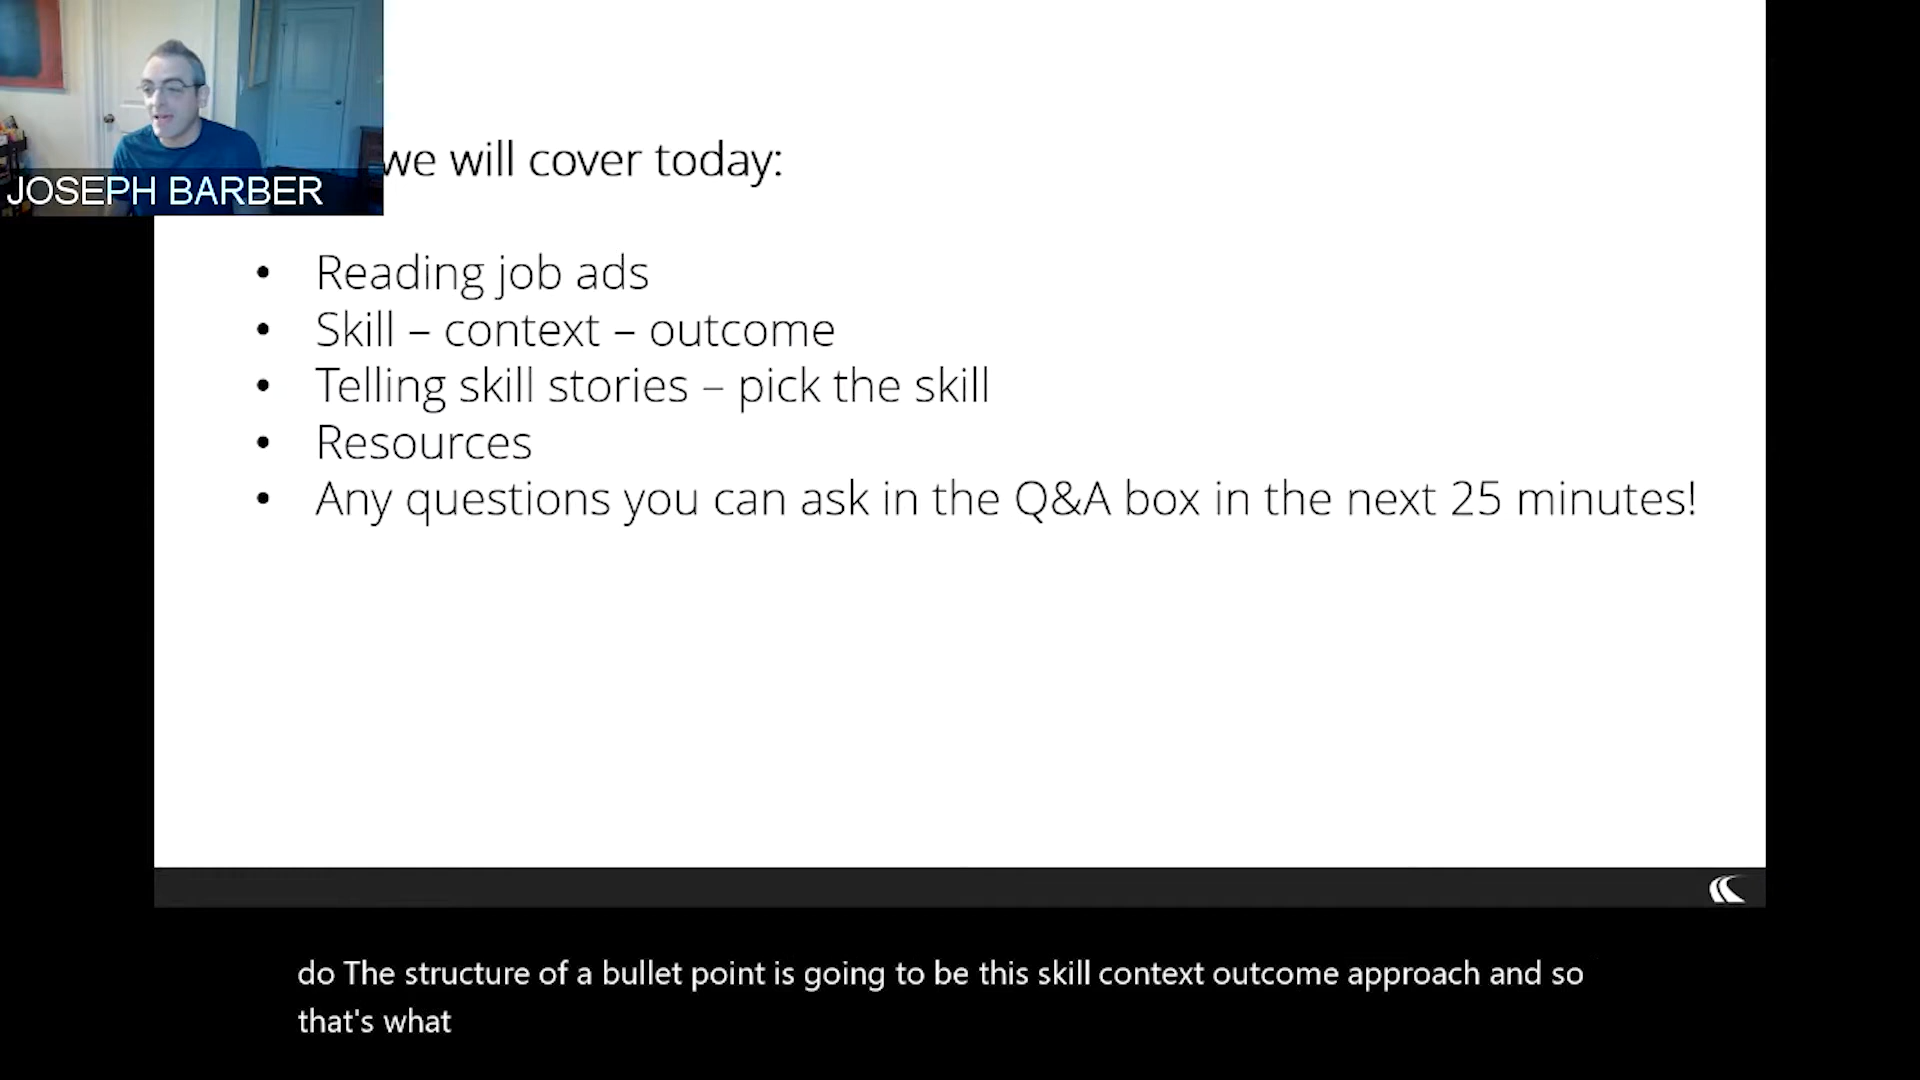 we will cover today:
JOSEPH BARBER
• Reading job ads
• Skill – context – outcome
• Telling skill stories – pick the skill
• Resources
• Any questions you can ask in the Q&A box in the next 25 minutes!
do The structure of a bullet point is going to be this skill context outcome approach and so
that's what